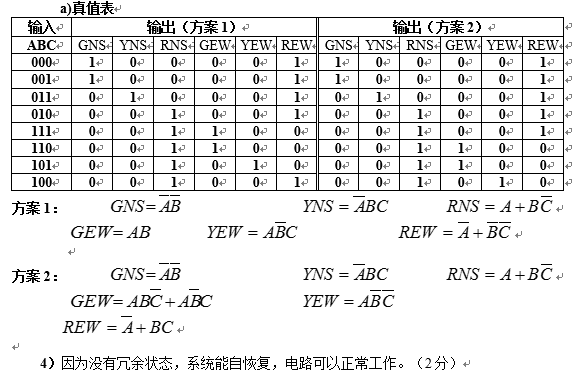 a)真值表
输入 输出（方案1） 输出（方案2）
ABC GNS YNS RNS GEW YEW REW GNS YNS RNS GEW YEW REW
000 1 0 0 0 0 1 1 0 0 0 0 1
001 1 0 0 0 0 1 1 0 0 0 0 1
011 0 1 0 0 0 1 0 1 0 0 0 1
010 0 0 1 0 0 1 0 0 1 0 0 1
111 0 0 1 1 0 0 0 0 1 0 0 1
110 0 0 1 1 0 0 0 0 1 1 0 0
101 0 0 1 0 1 0 0 0 1 1 0 0
100 0 0 1 0 0 1 0 0 1 0 1 0
方案1： GNS=A̅B̅ YNS = A̅BC RNS = A + BC̅
GEW= AB YEW = AB̅C REW = A̅ + B̅C̅
方案2： GNS=A̅B̅ YNS = A̅BC RNS = A + BC̅
GEW = ABC̅ + AB̅C YEW = AB̅C̅
REW = A̅ + BC
4）因为没有冗余状态，系统能自恢复，电路可以正常工作。（2分）